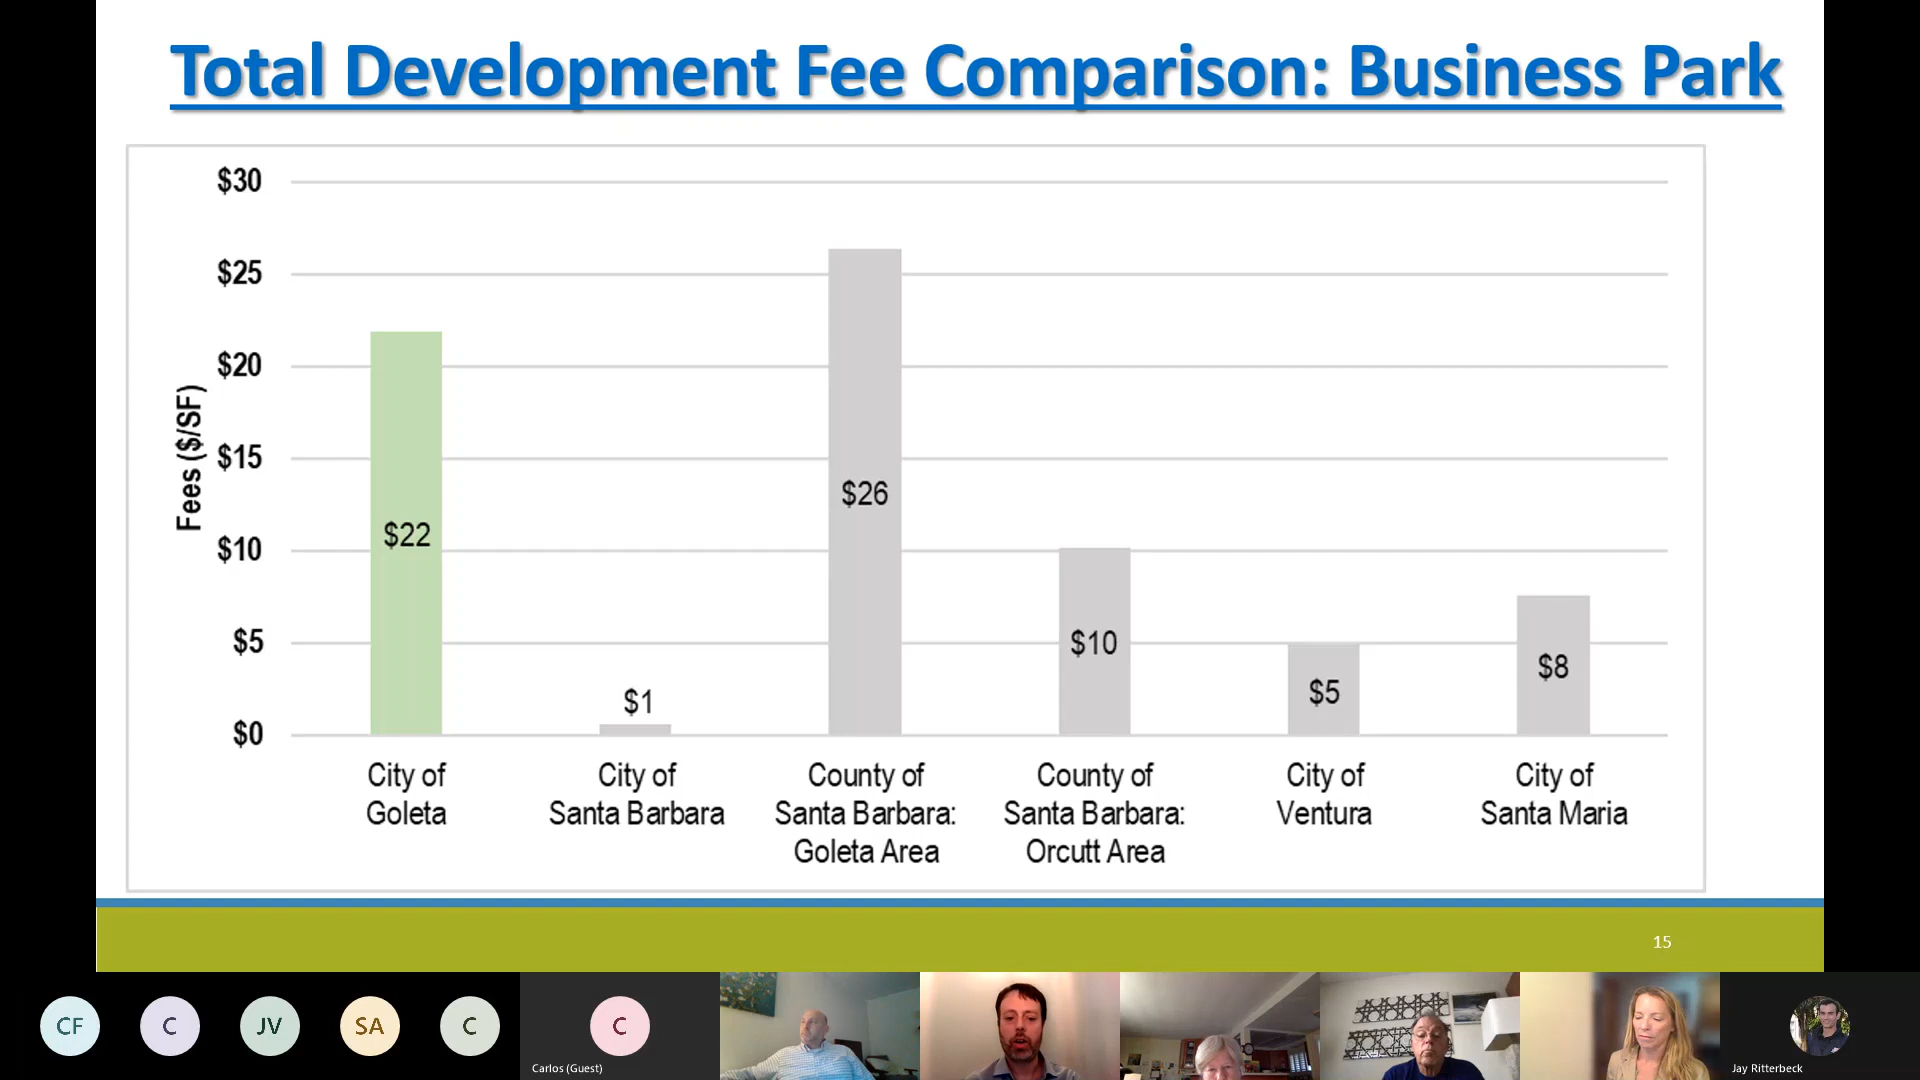 Total Development Fee Comparison: Business Park
Fees ($/SF)
$30
$25
$20
$15
$10
$5
$0
$22
$1
$26
$10
$5
$8
City of
Goleta
City of
Santa Barbara
County of
Santa Barbara:
Goleta Area
County of
Santa Barbara:
Orcutt Area
City of
Ventura
City of
Santa Maria
15
CF
C
JV
SA
C
C
Carlos (Guest)
Jay Ritterbeck